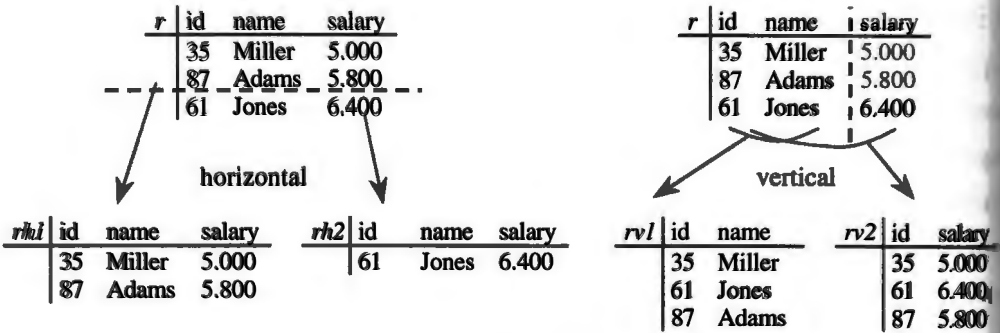 r id name salary
35 Miller 5.000
87 Adams 5.800
61 Jones 6.400
horizontal
rh1 id name salary
35 Miller 5.000
87 Adams 5.800
rh2 id name salary
61 Jones 6.400
r id name salary
35 Miller 5.000
87 Adams 5.800
61 Jones 6.400
vertical
rv1 id name
35 Miller
61 Jones
87 Adams
rv2 id salary
35 5.000
61 6.400
87 5.800